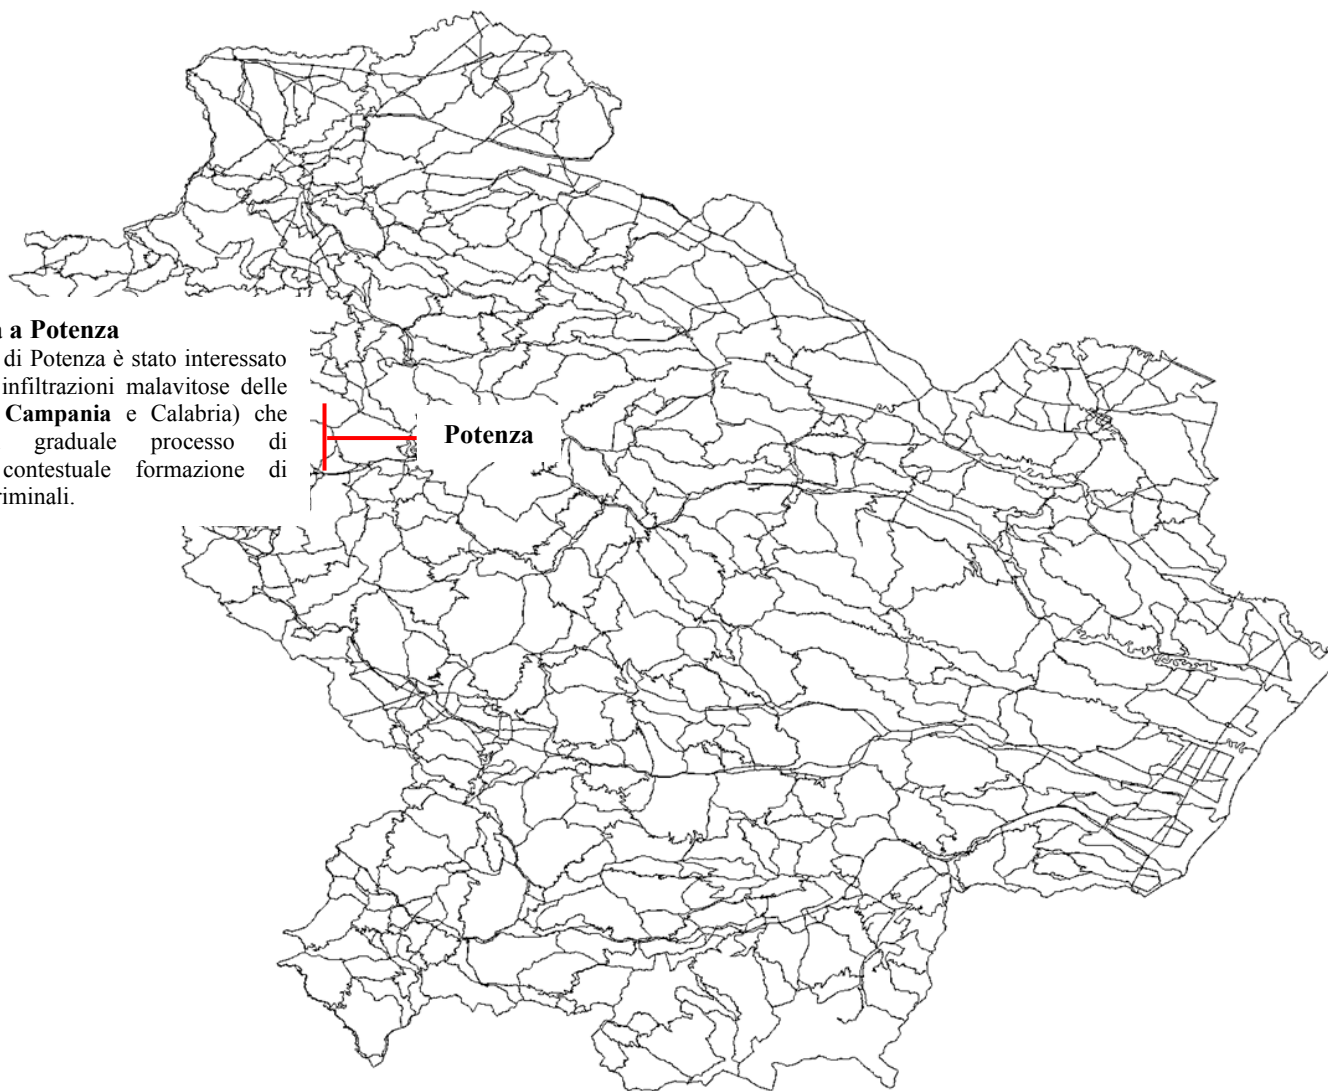 a Potenza
di Potenza è stato interessato
infiltrazioni malavitose delle
Campania e Calabria) che
graduale processo di
contestuale formazione di
riminali.
Potenza